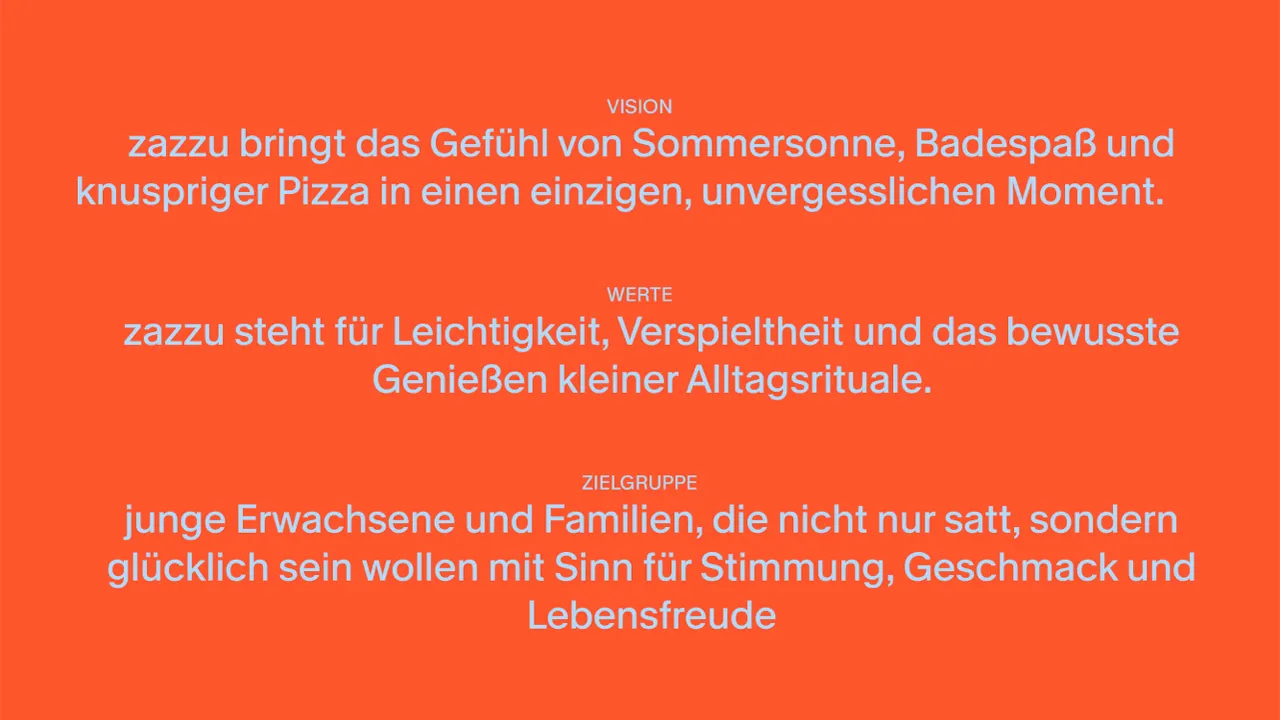 VISION
zazzu bringt das Gefühl von Sommersonne, Badespaß und
knuspriger Pizza in einen einzigen, unvergesslichen Moment.
WERTE
zazzu steht für Leichtigkeit, Verspieltheit und das bewusste
Genießen kleiner Alltagsrituale.
ZIELGRUPPE
junge Erwachsene und Familien, die nicht nur satt, sondern
glücklich sein wollen mit Sinn für Stimmung, Geschmack und
Lebensfreude